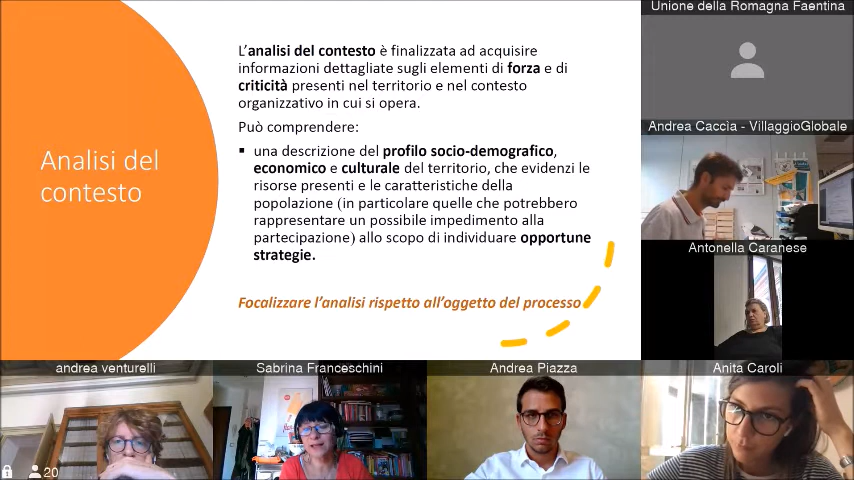 Unione della Romagna Faentina
L'analisi del contesto è finalizzata ad acquisire
informazioni dettagliate sugli elementi di forza e di
criticità presenti nel territorio e nel contesto
organizzativo in cui si opera.
Può comprendere:
▪ una descrizione del profilo socio-demografico,
economico e culturale del territorio, che evidenzi le
risorse presenti e le caratteristiche della
popolazione (in particolare quelle che potrebbero
rappresentare un possibile impedimento alla
partecipazione) allo scopo di individuare opportune
strategie.
Analisi del
contesto
Focalizzare l'analisi rispetto all'oggetto del processo
Andrea Caccìa - VillaggioGlobale
Antonella Caranese
andrea venturelli
Sabrina Franceschini
Andrea Piazza
Anita Caroli
20